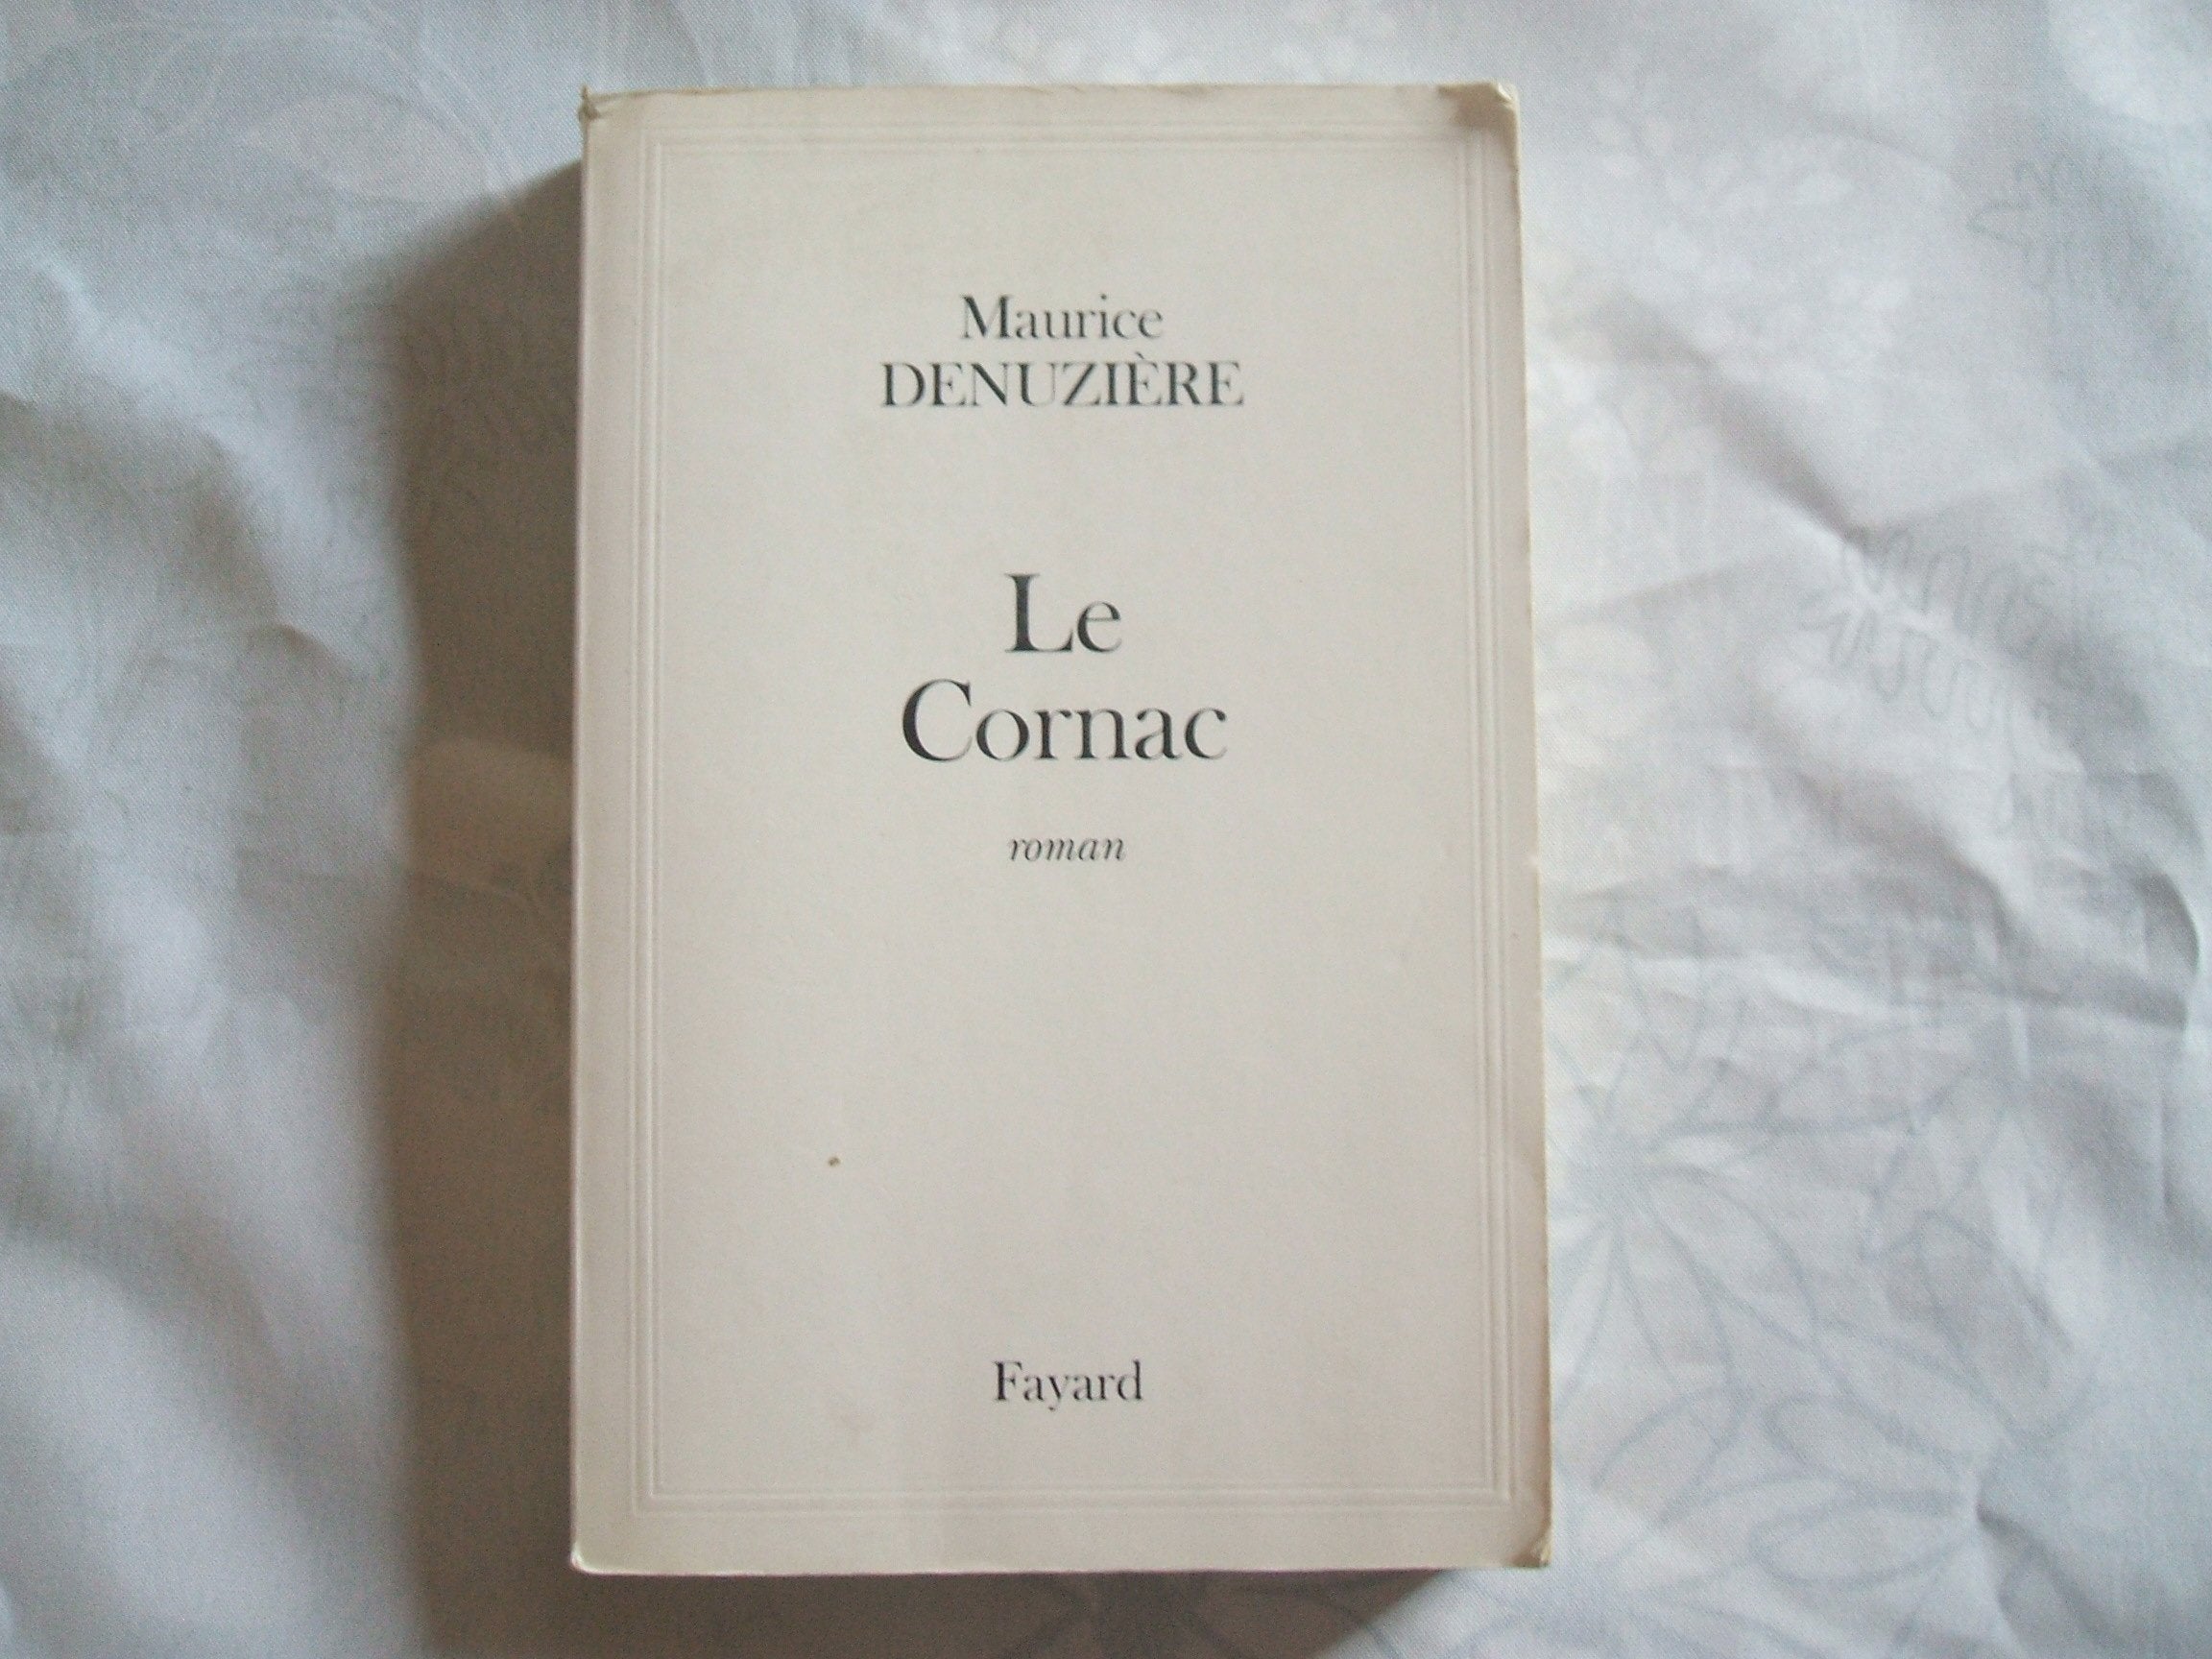 Maurice
DENUZIÈRE
Le
Cornac
roman
Fayard